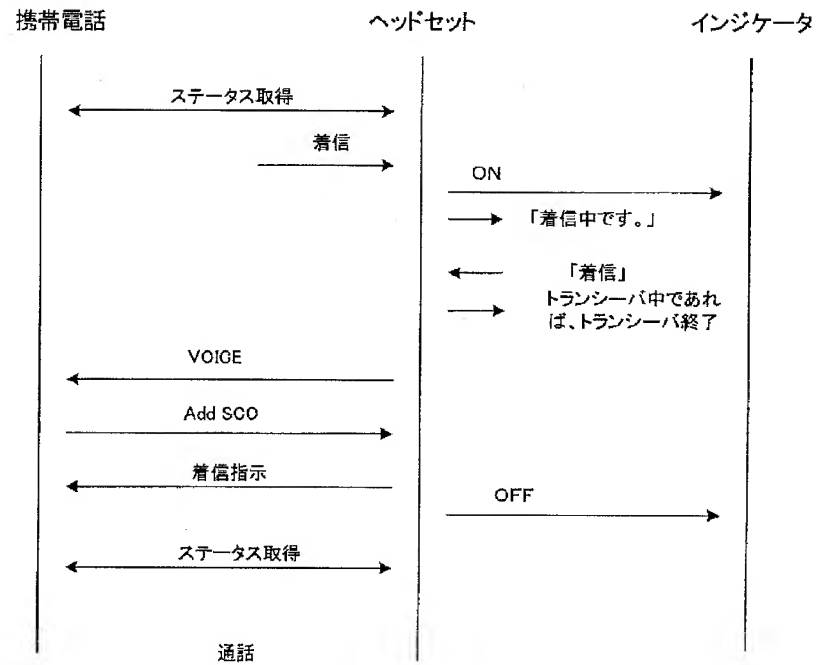 携帯電話 ヘッドセット インジケータ
ステータス取得
着信
ON
「着信中です。」
「着信」
トランシーバ中であれ
ば、トランシーバ終了
VOICE
Add SCO
着信指示
OFF
ステータス取得
通話